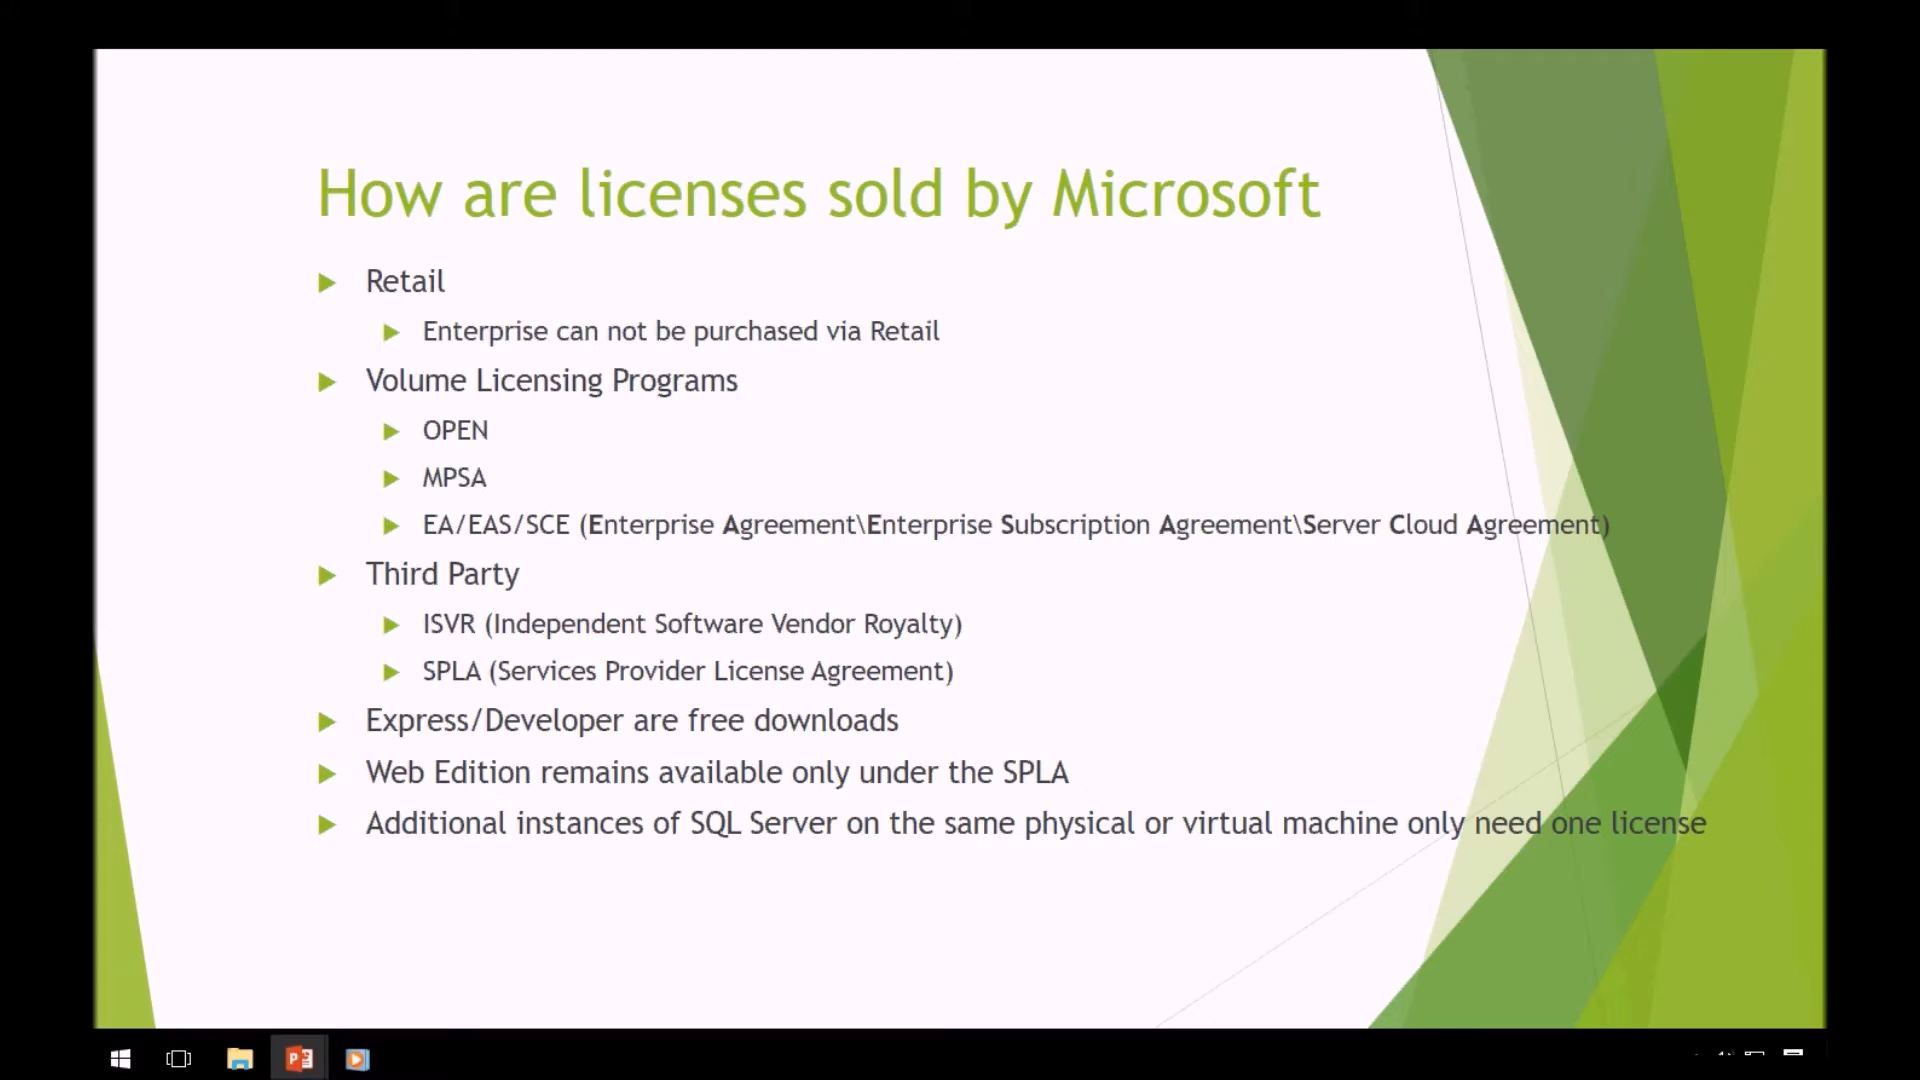 How are licenses sold by Microsoft
Retail
Enterprise can not be purchased via Retail
Volume Licensing Programs
OPEN
MPSA
EA/EAS/SCE (Enterprise Agreement\Enterprise Subscription Agreement\Server Cloud Agreement)
Third Party
ISVR (Independent Software Vendor Royalty)
SPLA (Services Provider License Agreement)
Express/Developer are free downloads
Web Edition remains available only under the SPLA
Additional instances of SQL Server on the same physical or virtual machine only need one license